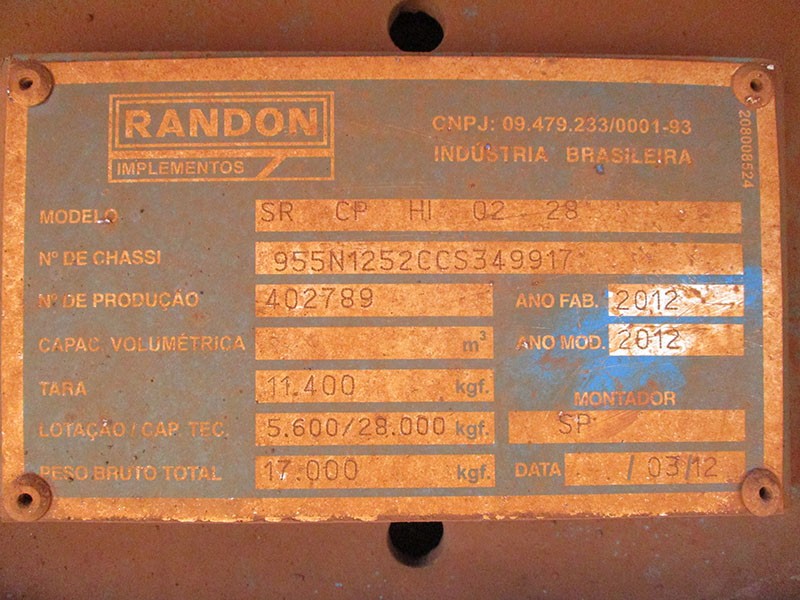 RANDON
IMPLEMENTOS
CNPJ: 09.479.233/0001-93
INDÚSTRIA BRASILEIRA
208008524
MODELO SR CP HI 02 28
Nº DE CHASSI 955N1252CCS349917
Nº DE PRODUÇÃO 402789 ANO FAB. 2012
CAPAC. VOLUMÉTRICA m³ ANO MOD. 2012
TARA 11.400 kgf.
MONTADOR
LOTAÇÃO / CAP. TEC. 5.600/28.000 kgf. SP
PESO BRUTO TOTAL 17.000 kgf. DATA / 03/12